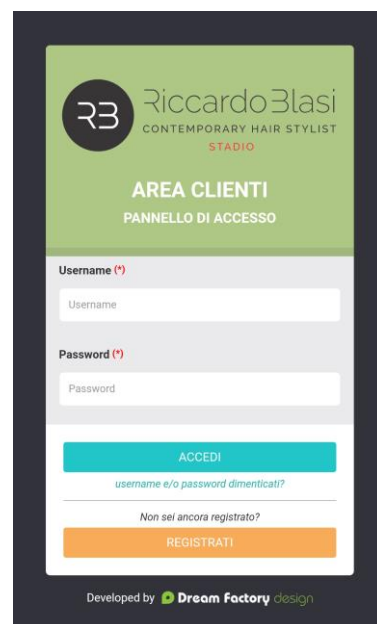 RB
Riccardo Blasi
CONTEMPORARY HAIR STYLIST
STADIO
AREA CLIENTI
PANNELLO DI ACCESSO
Username (*)
Username
Password (*)
Password
ACCEDI
username e/o password dimenticati?
Non sei ancora registrato?
REGISTRATI
Developed by Dream Factory design